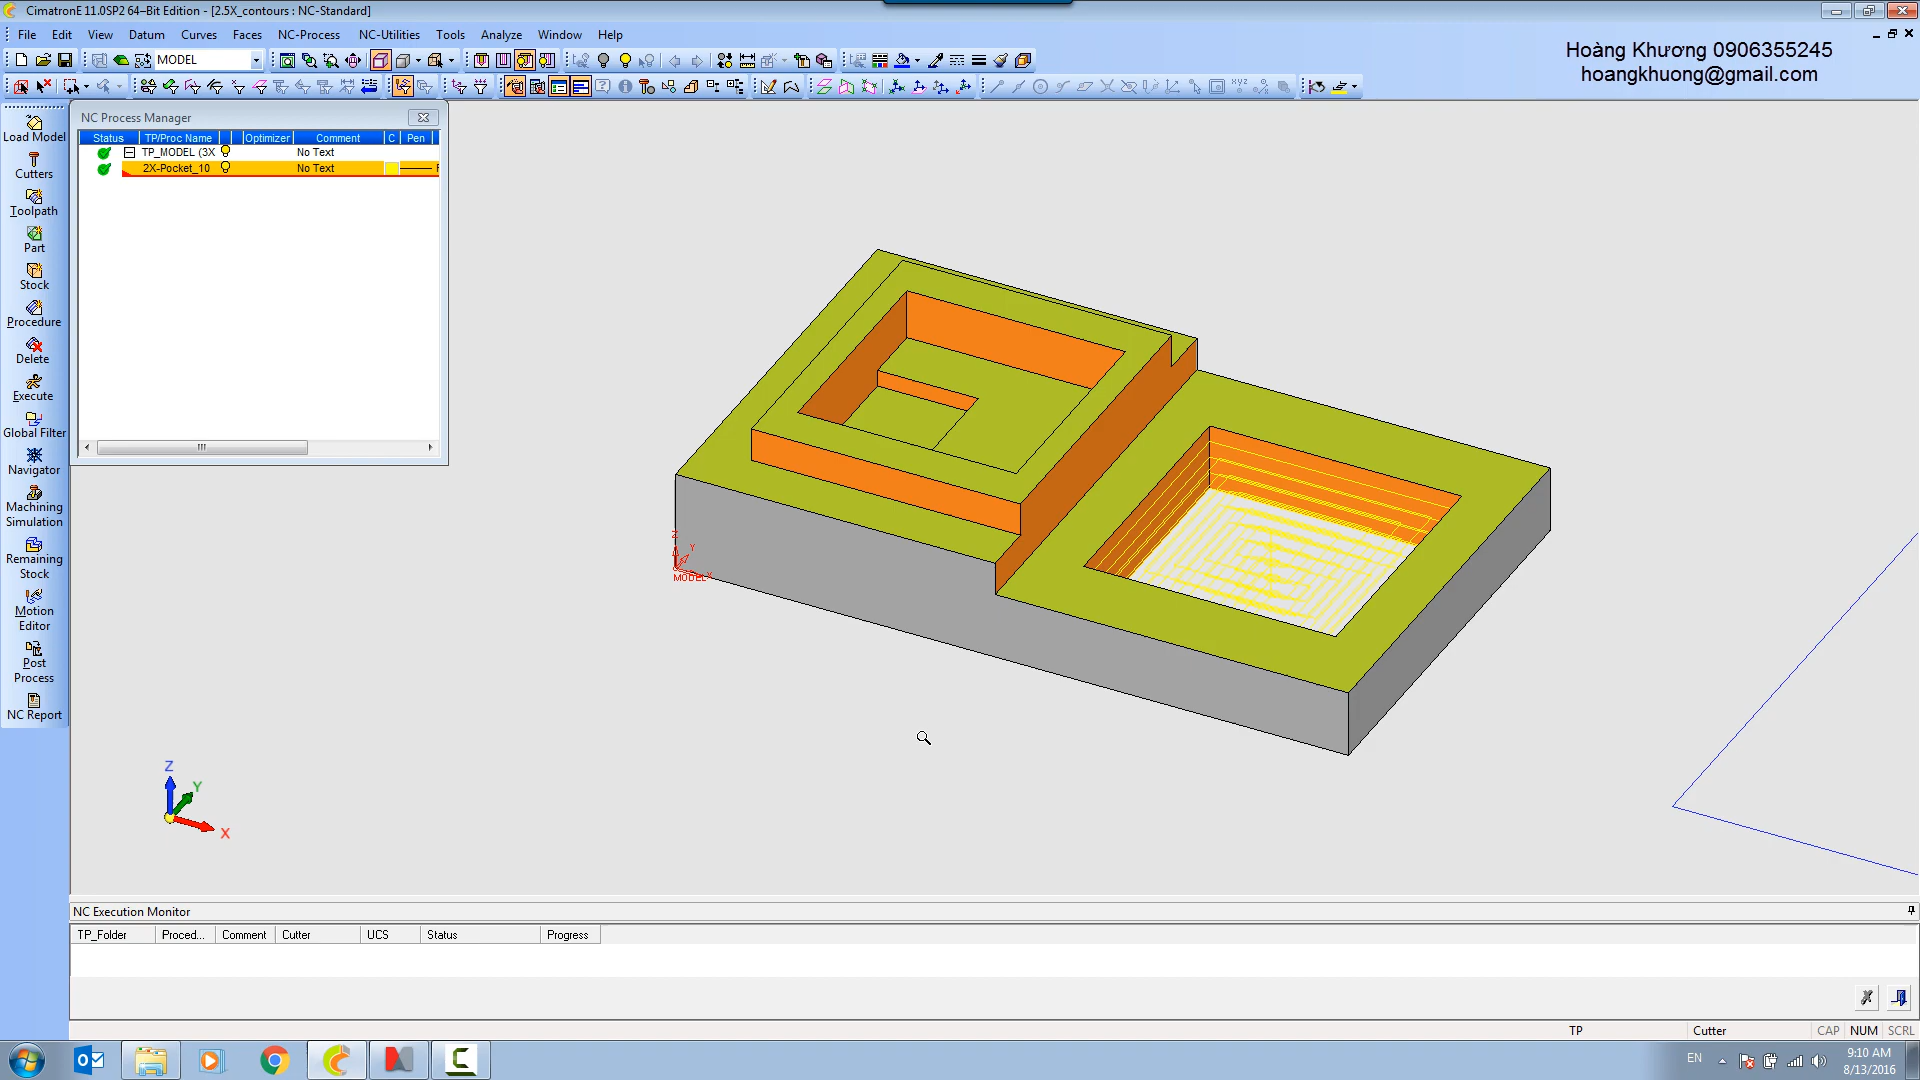 CimatronE 11.0SP2 64–Bit Edition - [2.5X_contours : NC-Standard]
File Edit View Datum Curves Faces NC-Process NC-Utilities Tools Analyze Window Help
MODEL
Hoàng Khương 0906355245
hoangkhuong@gmail.com
NC Process Manager
Status TP/Proc Name Optimizer Comment C Pen
TP_MODEL (3X No Text
2X-Pocket_10 No Text
Load Model
Cutters
Toolpath
Part
Stock
Procedure
Delete
Execute
Global Filter
Navigator
Machining
Simulation
Remaining
Stock
Motion
Editor
Post
Process
NC Report
Z
Y
X
MODEL
Z
Y
X
NC Execution Monitor
TP_Folder Proced... Comment Cutter UCS Status Progress
TP Cutter CAP NUM SCRL
EN
9:10 AM
8/13/2016